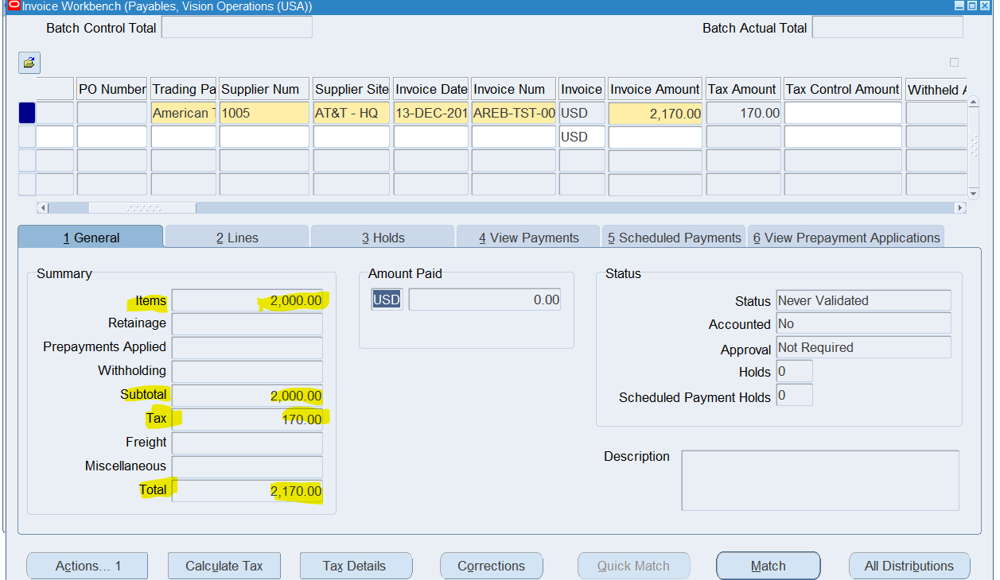 Invoice Workbench (Payables, Vision Operations (USA))
Batch Control Total
Batch Actual Total
PO Number Trading Pa Supplier Num Supplier Site Invoice Date Invoice Num Invoice Invoice Amount Tax Amount Tax Control Amount Withheld A
American 1005 AT&T - HQ 13-DEC-201 AREB-TST-00 USD 2,170.00 170.00
USD
1 General 2 Lines 3 Holds 4 View Payments 5 Scheduled Payments 6 View Prepayment Applications
Summary
Items 2,000.00
Retainage
Prepayments Applied
Withholding
Subtotal 2,000.00
Tax 170.00
Freight
Miscellaneous
Total 2,170.00
Amount Paid
USD 0.00
Status
Status Never Validated
Accounted No
Approval Not Required
Holds 0
Scheduled Payment Holds 0
Description
Actions... 1 Calculate Tax Tax Details Corrections Quick Match Match All Distributions